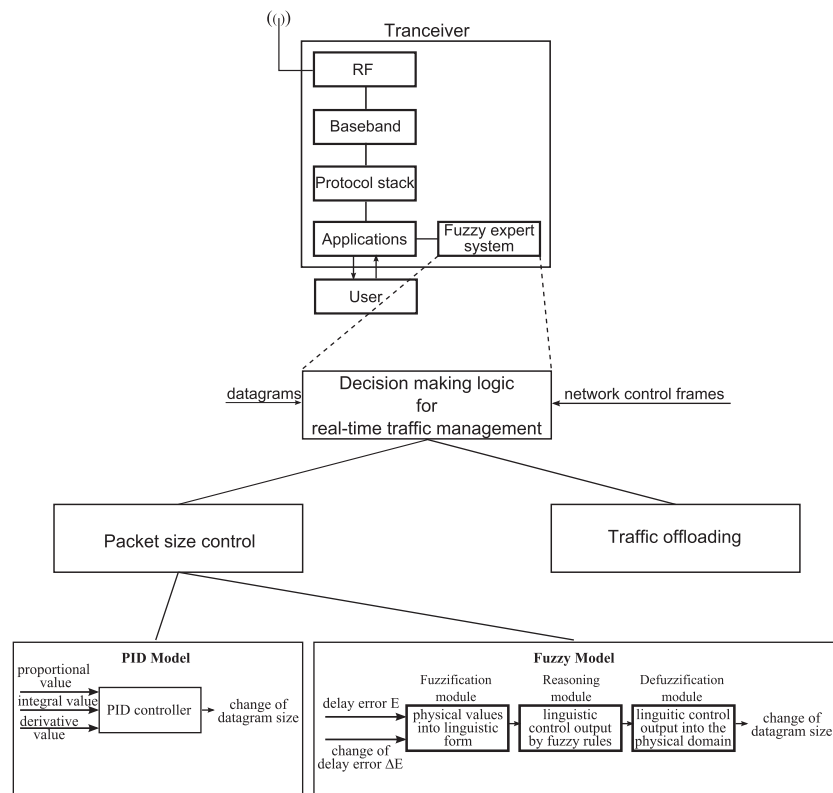 ((ı))
Tranceiver
RF
Baseband
Protocol stack
Applications
Fuzzy expert
system
User
datagrams
Decision making logic
for
real-time traffic management
network control frames
Packet size control
Traffic offloading
PID Model
proportional
value
integral value
derivative
value
PID controller
change of
datagram size
Fuzzy Model
delay error E
change of
delay error ΔE
Fuzzification
module
physical values
into linguistic
form
Reasoning
module
linguistic
control output
by fuzzy rules
Defuzzification
module
linguitic control
output into the
physical domain
change of
datagram size